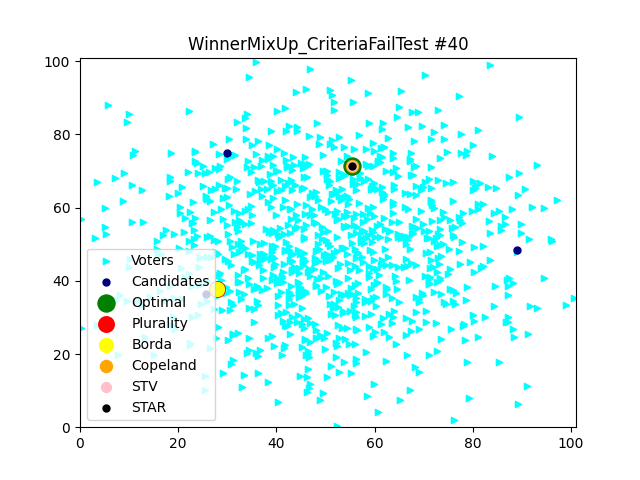 WinnerMixUp_CriteriaFailTest #40
100
80
60
40
20
0
Voters
Candidates
Optimal
Plurality
Borda
Copeland
STV
STAR
0 20 40 60 80 100